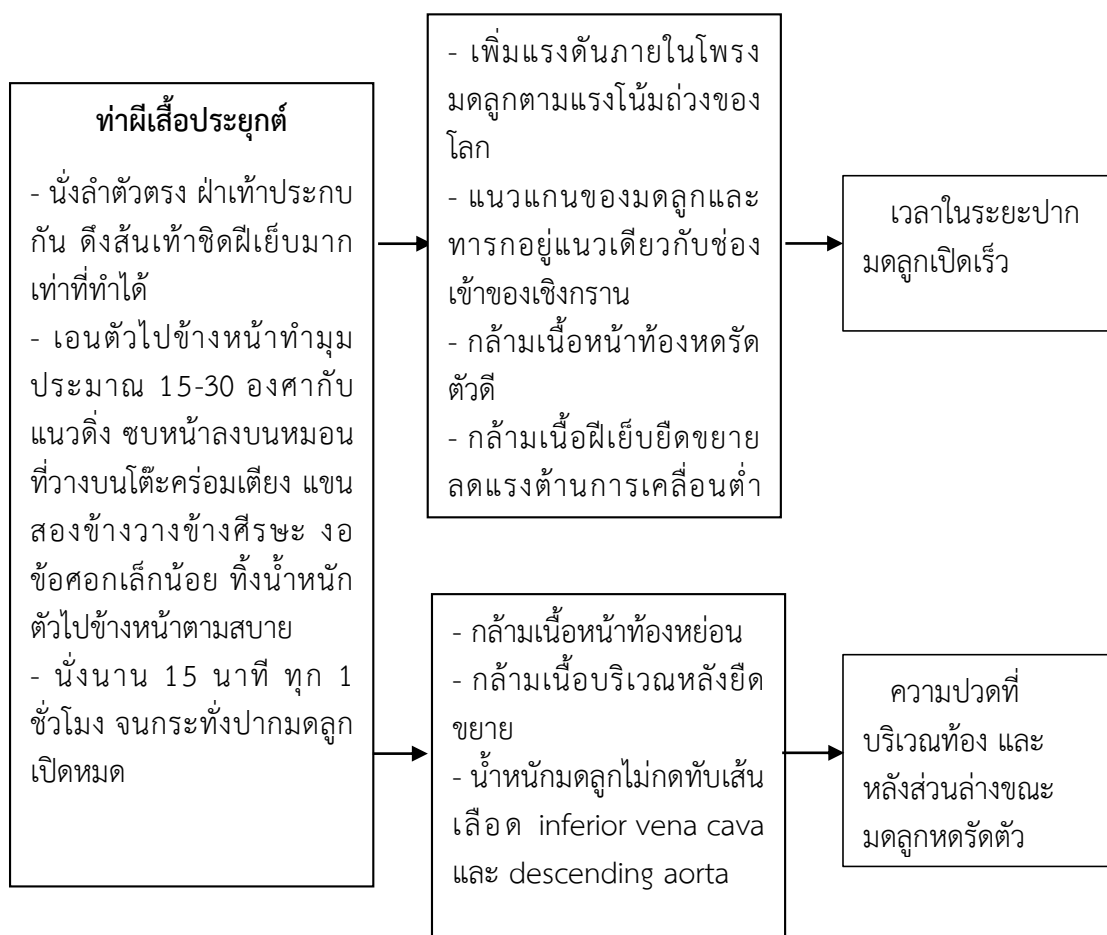 ท่าผีเสื้อประยุกต์
- นั่งลำตัวตรง ฝ่าเท้าประกบ
กัน ดึงส้นเท้าชิดฝีเย็บมาก
เท่าที่ทำได้
- เอนตัวไปข้างหน้าทำมุม
ประมาณ 15-30 องศากับ
แนวดิ่ง ซบหน้าลงบนหมอน
ที่วางบนโต๊ะคร่อมเตียง แขน
สองข้างวางข้างศีรษะ งอ
ข้อศอกเล็กน้อย ทิ้งน้ำหนัก
ตัวไปข้างหน้าตามสบาย
- นั่งนาน 15 นาที ทุก 1
ชั่วโมง จนกระทั่งปากมดลูก
เปิดหมด
- เพิ่มแรงดันภายในโพรง
มดลูกตามแรงโน้มถ่วงของ
โลก
- แนวแกนของมดลูกและ
ทารกอยู่แนวเดียวกับช่อง
เข้าของเชิงกราน
- กล้ามเนื้อหน้าท้องหดรัด
ตัวดี
- กล้ามเนื้อฝีเย็บยืดขยาย
ลดแรงต้านการเคลื่อนต่ำ
เวลาในระยะปาก
มดลูกเปิดเร็ว
- กล้ามเนื้อหน้าท้องหย่อน
- กล้ามเนื้อบริเวณหลังยืด
ขยาย
- น้ำหนักมดลูกไม่กดทับเส้น
เลือด inferior vena cava
และ descending aorta
ความปวดที่
บริเวณท้อง และ
หลังส่วนล่างขณะ
มดลูกหดรัดตัว